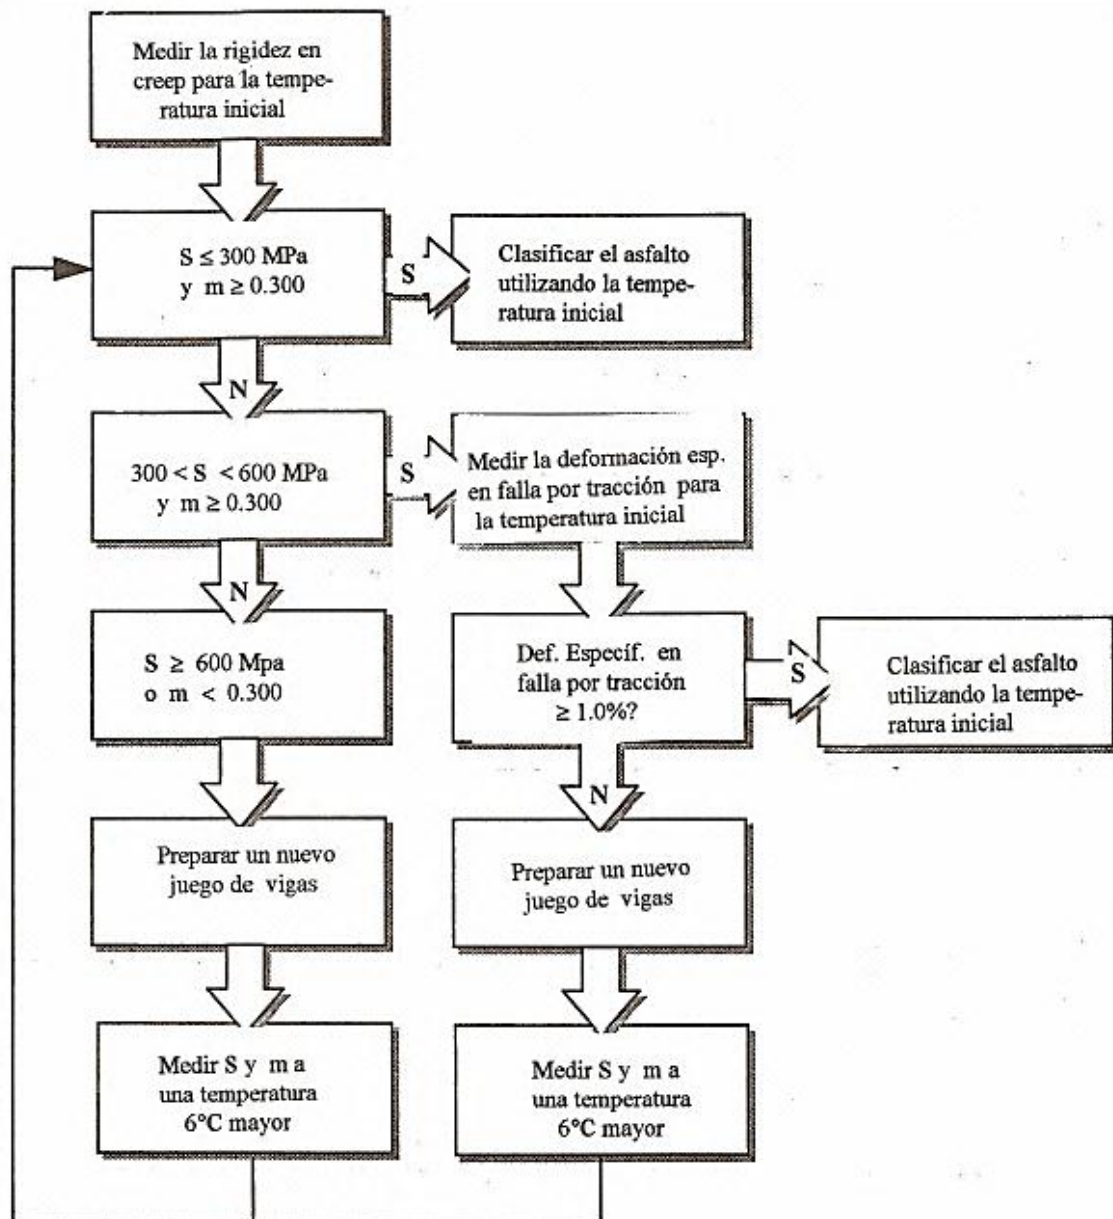 Medir la rigidez en
creep para la tempe-
ratura inicial
S ≤ 300 MPa
y m ≥ 0.300
S
Clasificar el asfalto
utilizando la tempe-
ratura inicial
N
300 < S < 600 MPa
y m ≥ 0.300
S
Medir la deformación esp.
en falla por tracción para
la temperatura inicial
N
S ≥ 600 Mpa
o m < 0.300
Def. Específ. en
falla por tracción
≥ 1.0%?
S
Clasificar el asfalto
utilizando la tempe-
ratura inicial
N
Preparar un nuevo
juego de vigas
Preparar un nuevo
juego de vigas
Medir S y m a
una temperatura
6°C mayor
Medir S y m a
una temperatura
6°C mayor